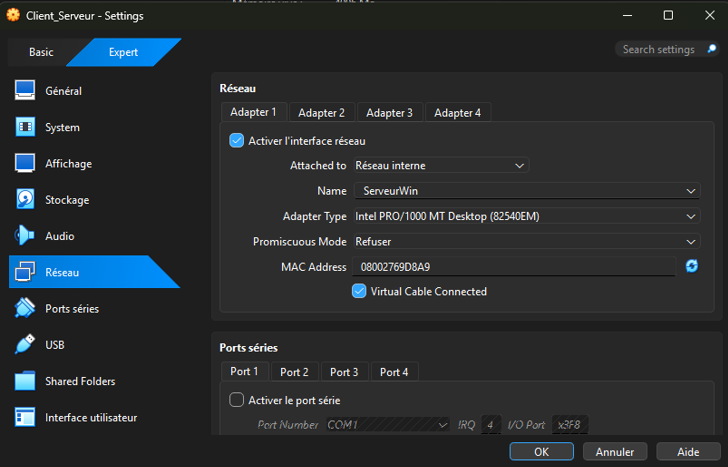 Client_Serveur - Settings
Basic
Expert
Search settings
Général
System
Affichage
Stockage
Audio
Réseau
Ports séries
USB
Shared Folders
Interface utilisateur
Réseau
Adapter 1 Adapter 2 Adapter 3 Adapter 4
Activer l'interface réseau
Attached to Réseau interne
Name ServeurWin
Adapter Type Intel PRO/1000 MT Desktop (82540EM)
Promiscuous Mode Refuser
MAC Address 08002769D8A9
Virtual Cable Connected
Ports séries
Port 1 Port 2 Port 3 Port 4
Activer le port série
Port Number COM1 IRQ 4 I/O Port x3F8
OK Annuler Aide